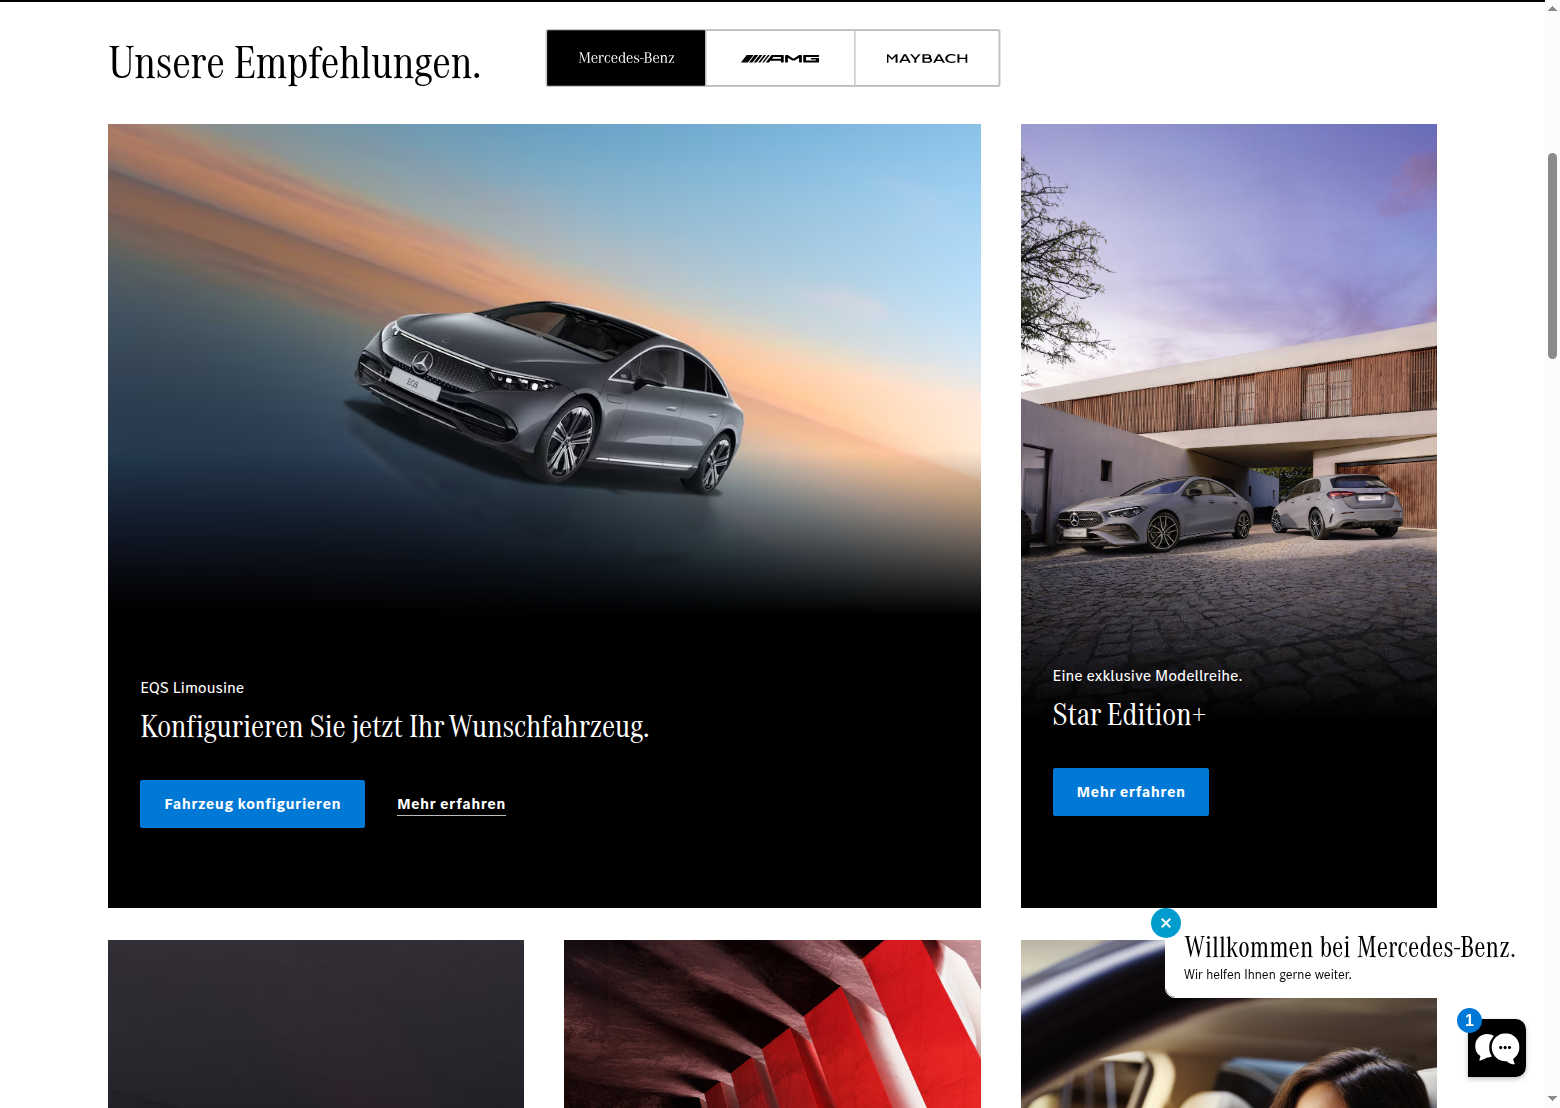 Unsere Empfehlungen.
Mercedes-Benz
AMG
MAYBACH
EQS
EQS Limousine
Konfigurieren Sie jetzt Ihr Wunschfahrzeug.
Fahrzeug konfigurieren
Mehr erfahren
Eine exklusive Modellreihe.
Star Edition+
Mehr erfahren
Willkommen bei Mercedes-Benz.
Wir helfen Ihnen gerne weiter.
1